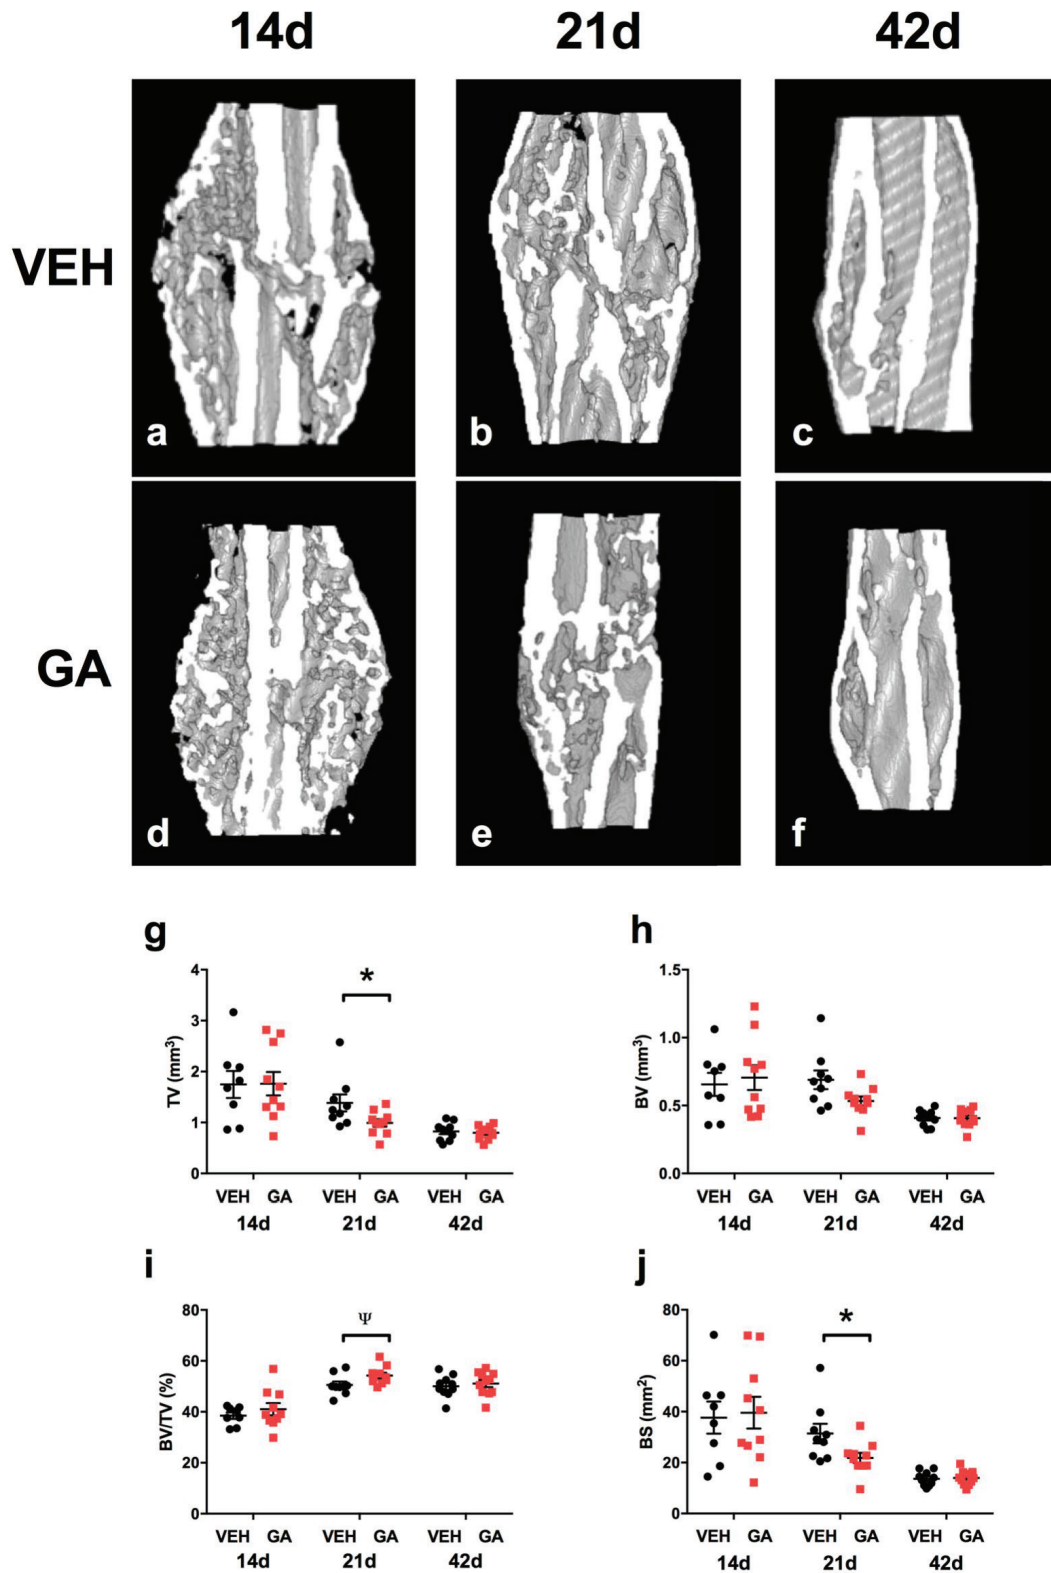 14d 21d 42d
VEH
a b c
GA
d e f
g h
TV (mm³)
4
3
2
1
0
*
VEH GA VEH GA VEH GA
14d 21d 42d
BV (mm³)
1.5
1.0
0.5
0.0
VEH GA VEH GA VEH GA
14d 21d 42d
i j
BV/TV (%)
80
60
40
20
0
Ψ
VEH GA VEH GA VEH GA
14d 21d 42d
BS (mm²)
80
60
40
20
0
*
VEH GA VEH GA VEH GA
14d 21d 42d